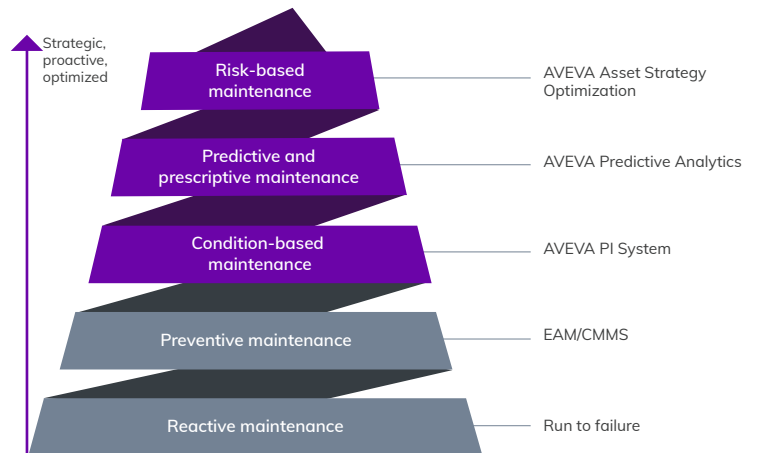 Strategic,
proactive,
optimized
Risk-based
maintenance
AVEVA Asset Strategy
Optimization
Predictive and
prescriptive maintenance
AVEVA Predictive Analytics
Condition-based
maintenance
AVEVA PI System
Preventive maintenance
EAM/CMMS
Reactive maintenance
Run to failure